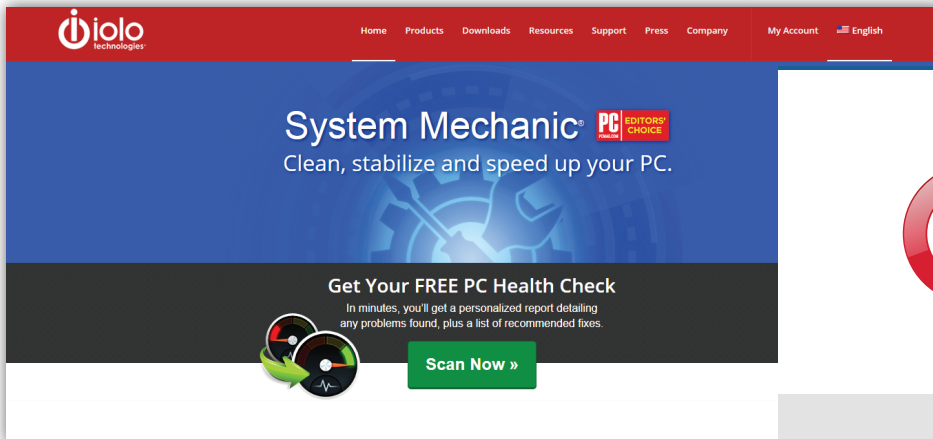 iolo
technologies
Home Products Downloads Resources Support Press Company My Account English
System Mechanic®
PC EDITORS'
PCMAG.COM CHOICE
Clean, stabilize and speed up your PC.
Get Your FREE PC Health Check
In minutes, you'll get a personalized report detailing
any problems found, plus a list of recommended fixes.
Scan Now »